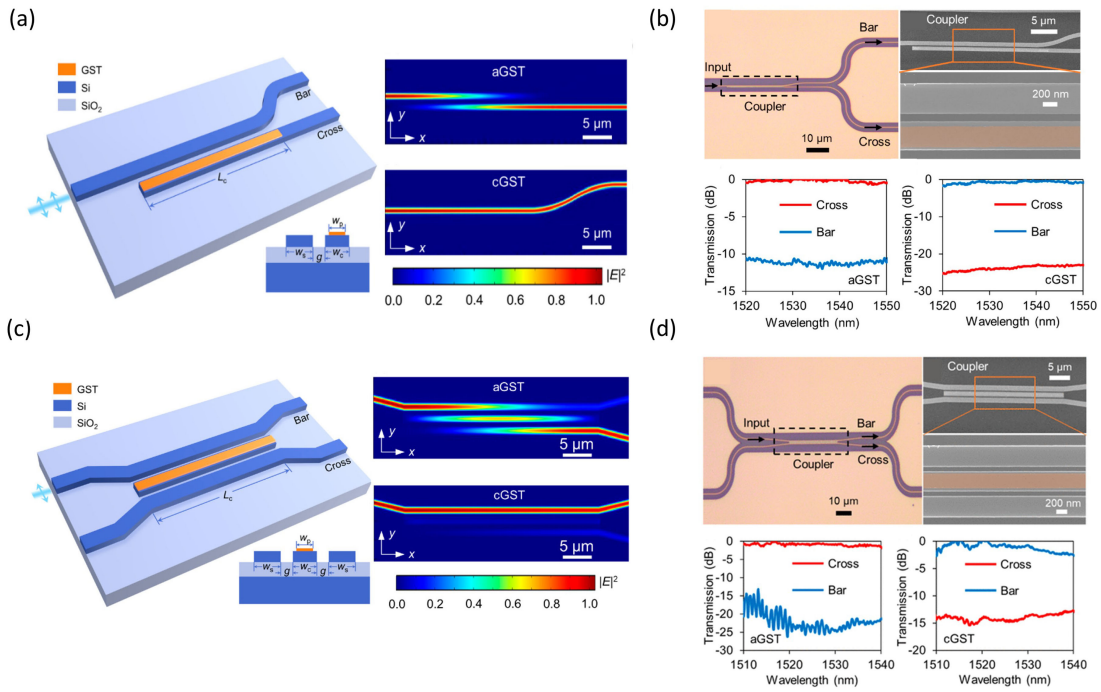 (a)
GST
Si
SiO₂
Bar
Cross
Lc
wp
ws g wc
aGST
y
x
5 μm
cGST
y
x
5 μm
|E|²
0.0 0.2 0.4 0.6 0.8 1.0
(b)
Bar
Input
Coupler
Cross
10 μm
Coupler
5 μm
200 nm
Transmission (dB)
0
-5
-10
-15
Cross
Bar
aGST
1520 1530 1540 1550
Wavelength (nm)
Transmission (dB)
0
-10
-20
-30
Cross
Bar
cGST
1520 1530 1540 1550
Wavelength (nm)
(c)
GST
Si
SiO₂
Bar
Cross
Lc
wp
ws g wc g ws
aGST
y
x
5 μm
cGST
y
x
5 μm
|E|²
0.0 0.2 0.4 0.6 0.8 1.0
(d)
Input
Bar
Coupler
Cross
10 μm
Coupler
5 μm
200 nm
Transmission (dB)
0
-5
-10
-15
-20
-25
-30
Cross
Bar
aGST
1510 1520 1530 1540
Wavelength (nm)
Transmission (dB)
0
-5
-10
-15
-20
Cross
Bar
cGST
1510 1520 1530 1540
Wavelength (nm)